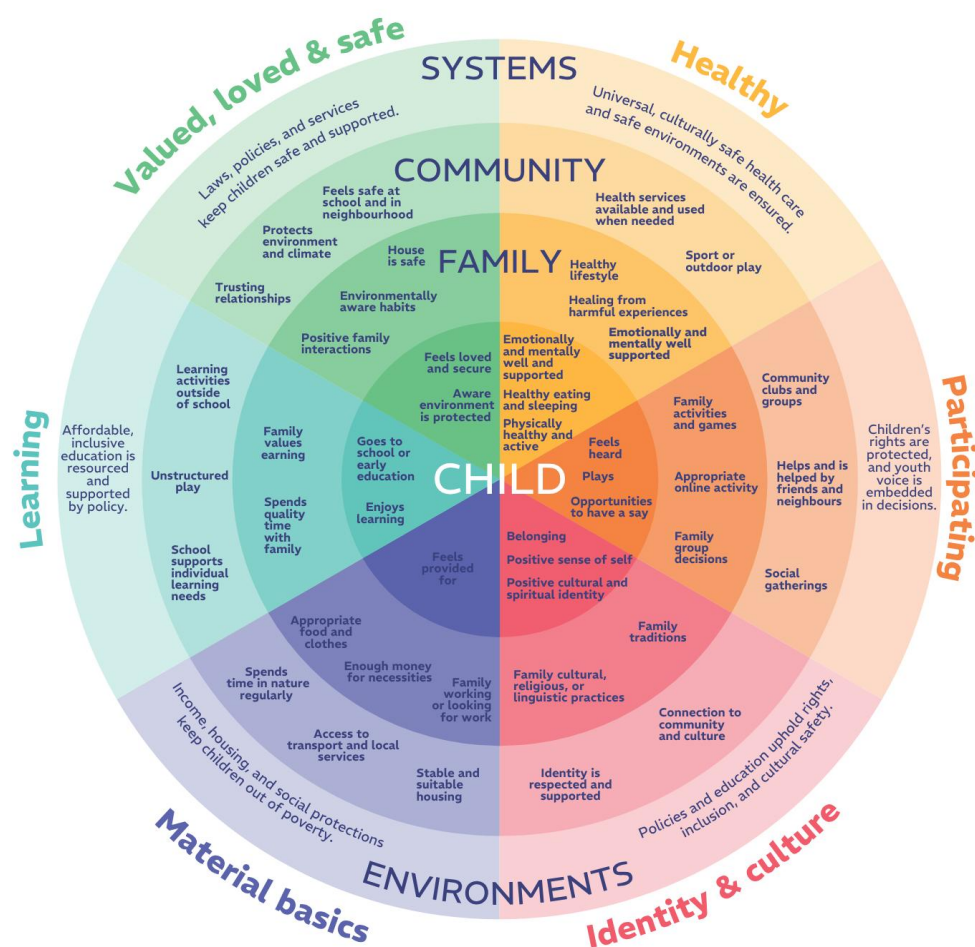 Valued, loved & safe
Healthy
Participating
Identity & culture
Material basics
Learning
SYSTEMS
COMMUNITY
FAMILY
CHILD
ENVIRONMENTS
Laws, policies, and services
keep children safe and supported.
Feels safe at
school and in
neighbourhood
Protects
environment
and climate
Trusting
relationships
House
is safe
Environmentally
aware habits
Positive family
interactions
Feels loved
and secure
Aware
environment
is protected
Universal, culturally safe health care
and safe environments are ensured.
Health services
available and used
when needed
Sport or
outdoor play
Healthy
lifestyle
Healing from
harmful experiences
Emotionally and
mentally well
supported
Emotionally
and mentally
well and
supported
Healthy eating
and sleeping
Physically
healthy and
active
Children's
rights are
protected,
and youth
voice is
embedded
in decisions.
Community
clubs and
groups
Helps and is
helped by
friends and
neighbours
Social
gatherings
Family
activities
and games
Appropriate
online activity
Family
group
decisions
Feels
heard
Plays
Opportunities
to have a say
Belonging
Positive sense of self
Positive cultural and
spiritual identity
Family
traditions
Family cultural,
religious, or
linguistic practices
Connection to
community
and culture
Identity is
respected and
supported
Policies and education uphold rights,
inclusion, and cultural safety.
Feels
provided
for
Appropriate
food and
clothes
Enough money
for necessities
Family
working
or looking
for work
Spends
time in nature
regularly
Access to
transport and local
services
Stable and
suitable
housing
Income, housing, and social protections
keep children out of poverty.
Goes to
school or
early
education
Enjoys
learning
Family
values
earning
Spends
quality
time
with
family
Learning
activities
outside
of school
Unstructured
play
School
supports
individual
learning
needs
Affordable,
inclusive
education is
resourced
and
supported
by policy.